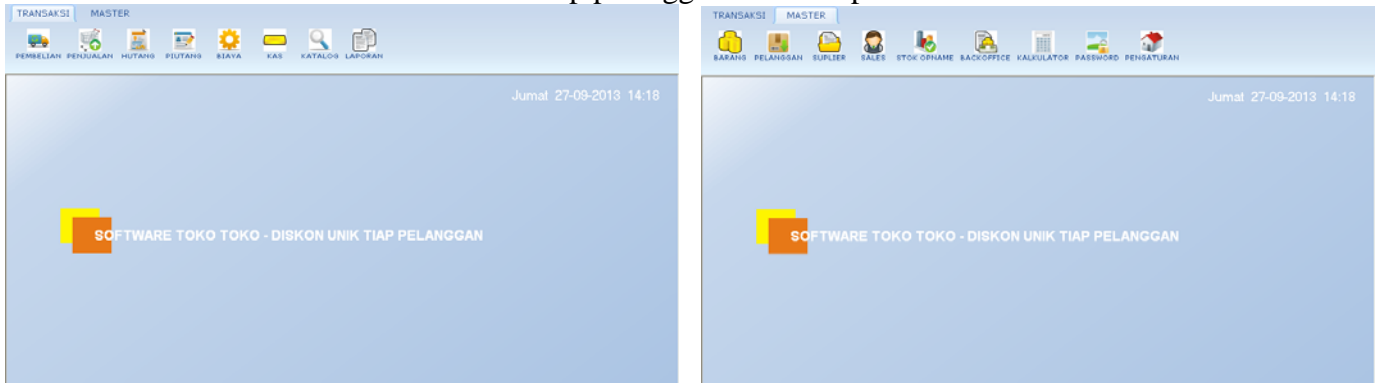 TRANSAKSI MASTER
PEMBELIAN PENJUALAN HUTANG PIUTANG BIAYA KAS KATALOG LAPORAN
Jumat 27-09-2013 14:18
SOFTWARE TOKO TOKO - DISKON UNIK TIAP PELANGGAN
TRANSAKSI MASTER
BARANG PELANGGAN SUPLIER SALES STOK OPNAME BACKOFFICE KALKULATOR PASSWORD PENGATURAN
Jumat 27-09-2013 14:18
SOFTWARE TOKO TOKO - DISKON UNIK TIAP PELANGGAN